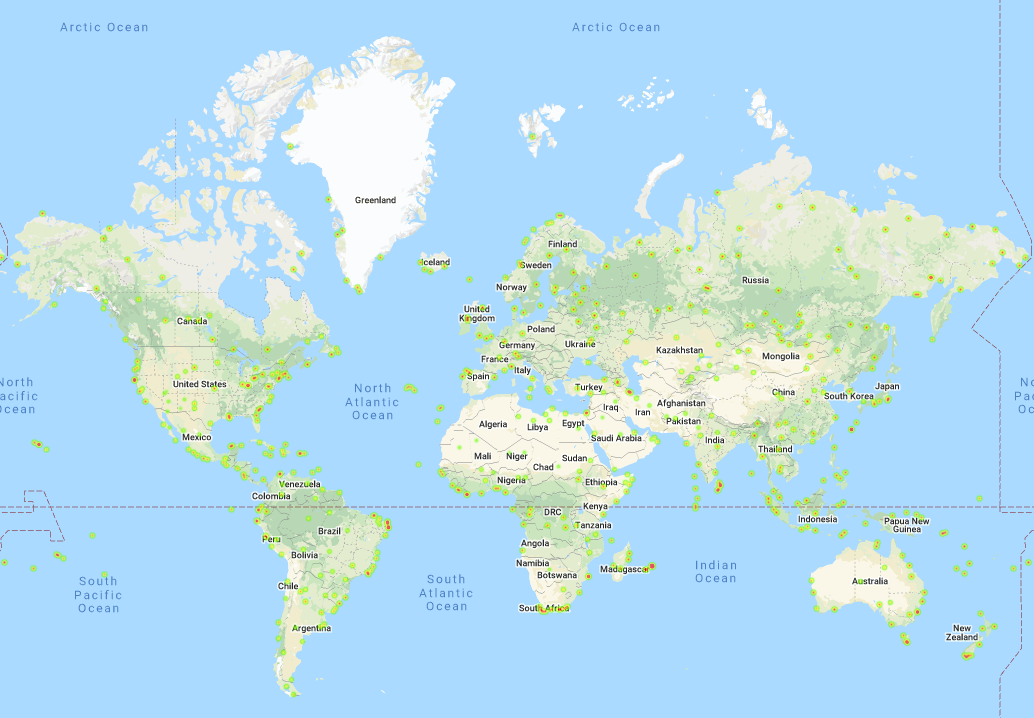 Arctic Ocean
Arctic Ocean
Greenland
Iceland
Finland
Sweden
Norway
Russia
United
Kingdom
Canada
Poland
Germany
Ukraine
Kazakhstan
Mongolia
France
Italy
Spain
United States
North
Atlantic
Ocean
North
acific
Ocean
Turkey
China
Japan
South Korea
No
Pac
Oc
Iraq
Iran
Afghanistan
Pakistan
Algeria
Libya
Egypt
Mexico
Saudi Arabia
India
Thailand
Mali
Niger
Chad
Sudan
Nigeria
Ethiopia
Venezuela
Colombia
DRC
Kenya
Indonesia
Papua New
Guinea
Tanzania
Brazil
Peru
Angola
Bolivia
Namibia
Botswana
Madagascar
Indian
Ocean
Australia
Chile
South
Pacific
Ocean
South
Atlantic
Ocean
South Africa
Argentina
New
Zealand